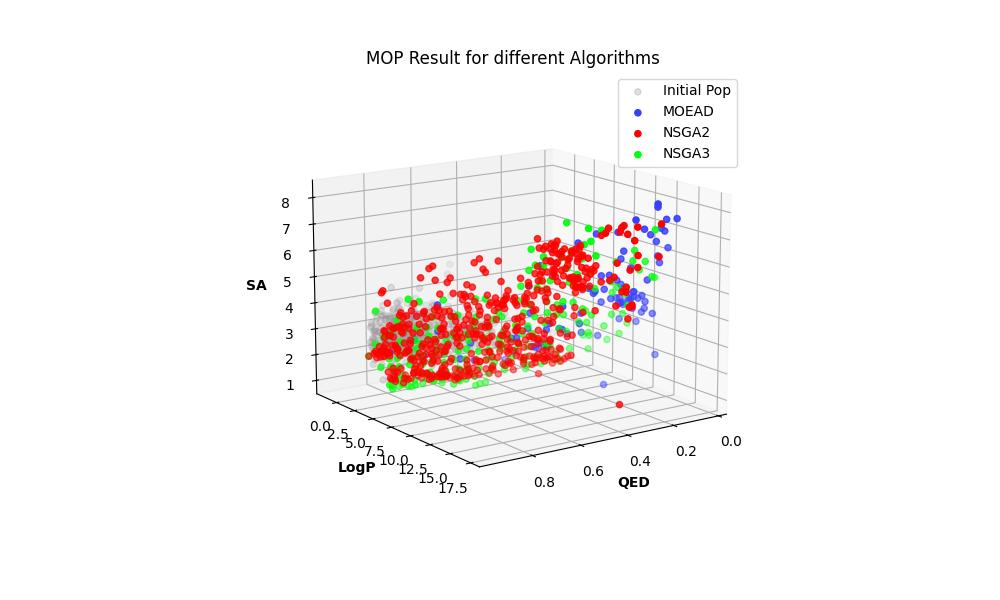 MOP Result for different Algorithms
Initial Pop
MOEAD
NSGA2
NSGA3
8
7
6
5
4
3
2
1
SA
0.0
2.5
5.0
7.5
10.0
12.5
15.0
17.5
LogP
0.8
0.6
0.4
0.2
0.0
QED